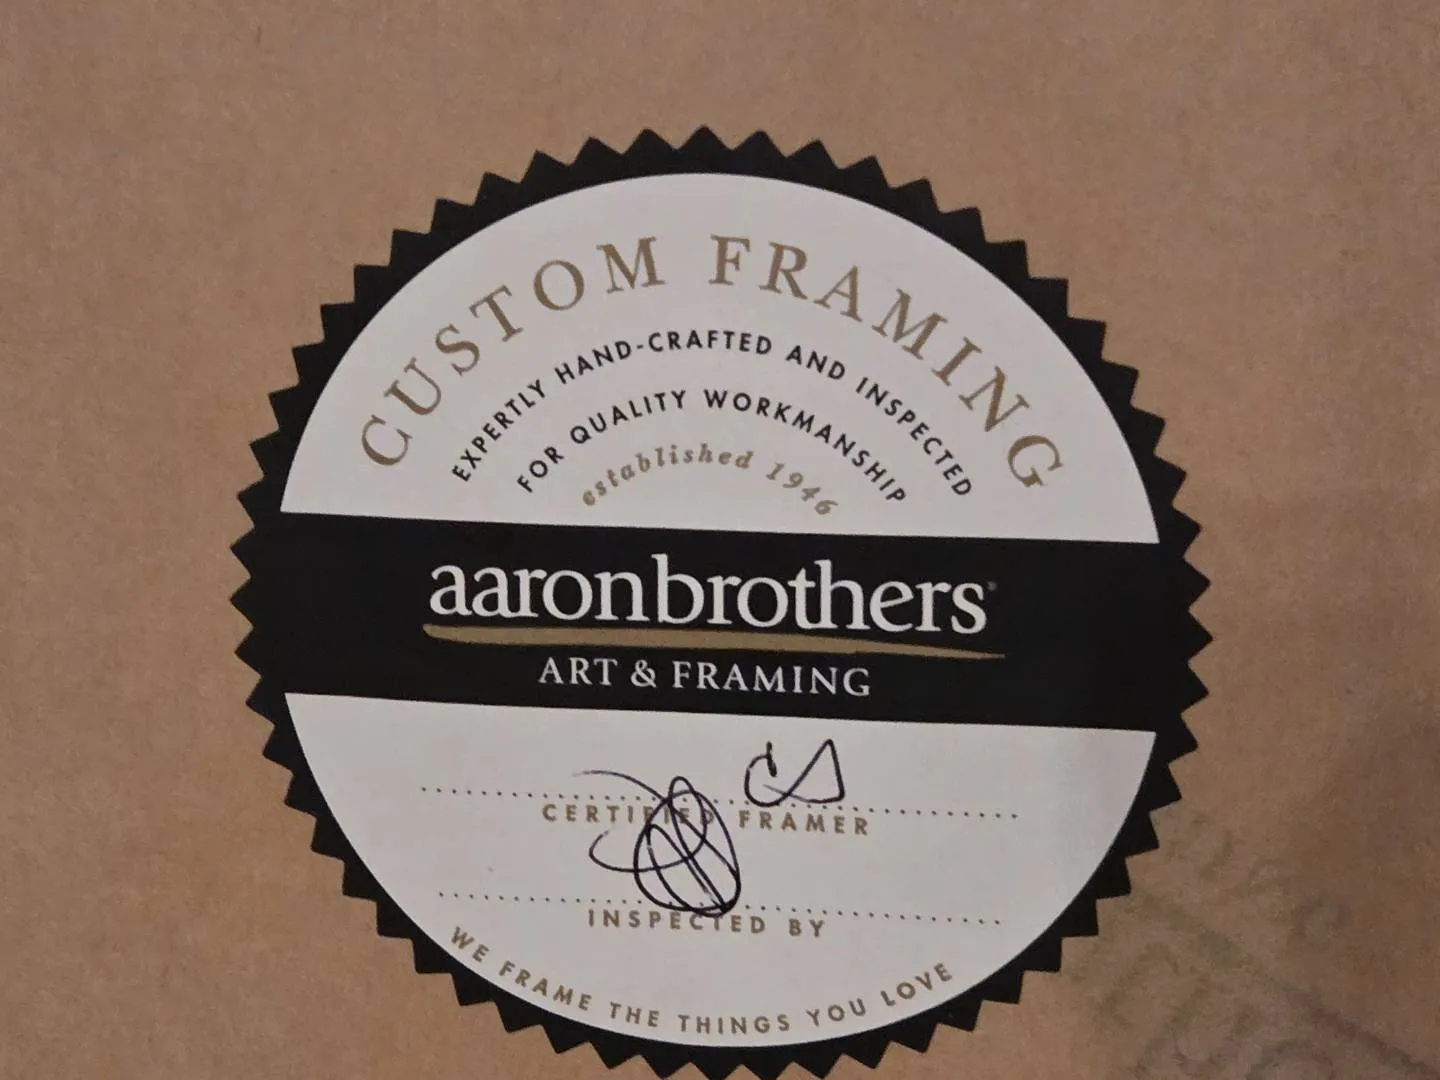 CUSTOM FRAMING
EXPERTLY HAND-CRAFTED AND INSPECTED
FOR QUALITY WORKMANSHIP
established 1946
aaronbrothers
ART & FRAMING
CERTIFIED FRAMER
INSPECTED BY
WE FRAME THE THINGS YOU LOVE